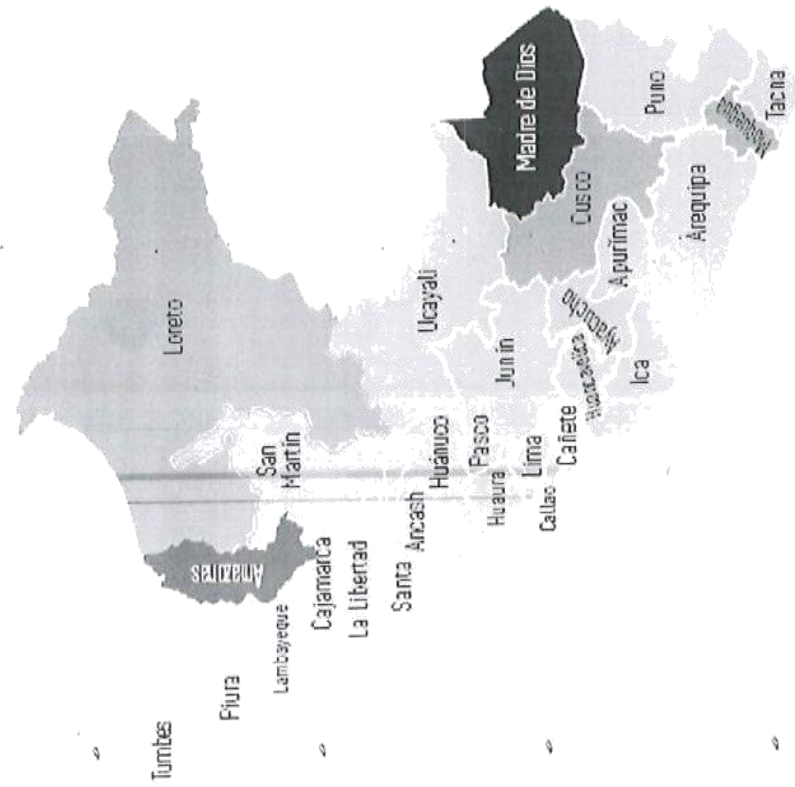 Tumbes
Piura
Lambayeque
Amazonas
Cajamarca
La Libertad
San
Martín
Loreto
Santa
Ancash
Huánuco
Ucayali
Pasco
Huaura
Junín
Lima
Callao
Cañete
Huancavelica
Ayacucho
Ica
Apurímac
Cusco
Madre de Dios
Puno
Arequipa
Moquegua
Tacna